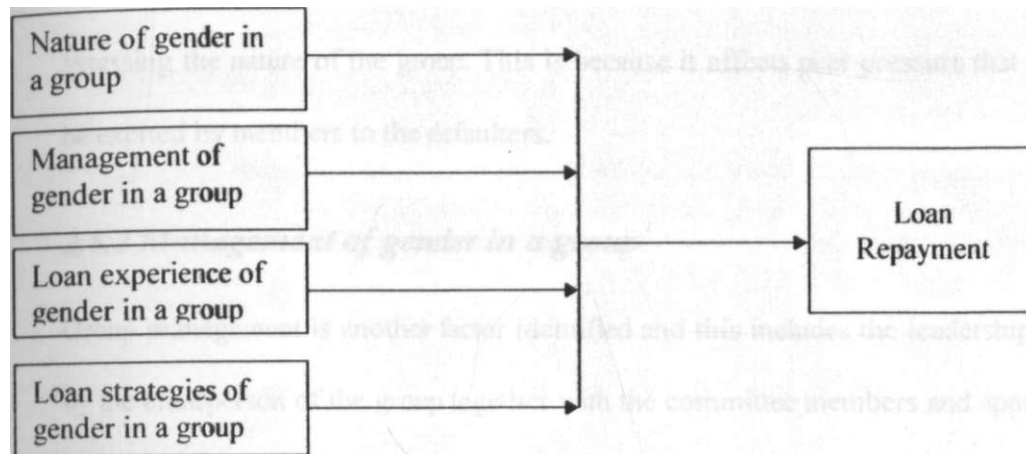 Nature of gender in
a group
Management of
gender in a group
Loan experience of
gender in a group
Loan strategies of
gender in a group
Loan
Repayment
the nature of the group. This is because it affects peer pressure that
be exerted by members to the defaulters.
Management of gender in a group
Group management is another factor identified and this includes the leadership
of the group together with the committee members and